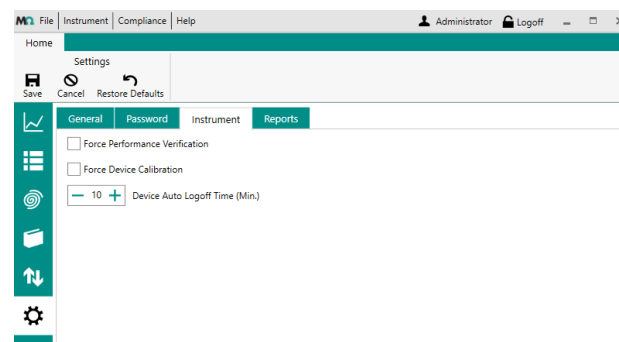 MΩ File Instrument Compliance Help Administrator Logoff
Home
Settings
Save Cancel Restore Defaults
General Password Instrument Reports
Force Performance Verification
Force Device Calibration
10 Device Auto Logoff Time (Min.)